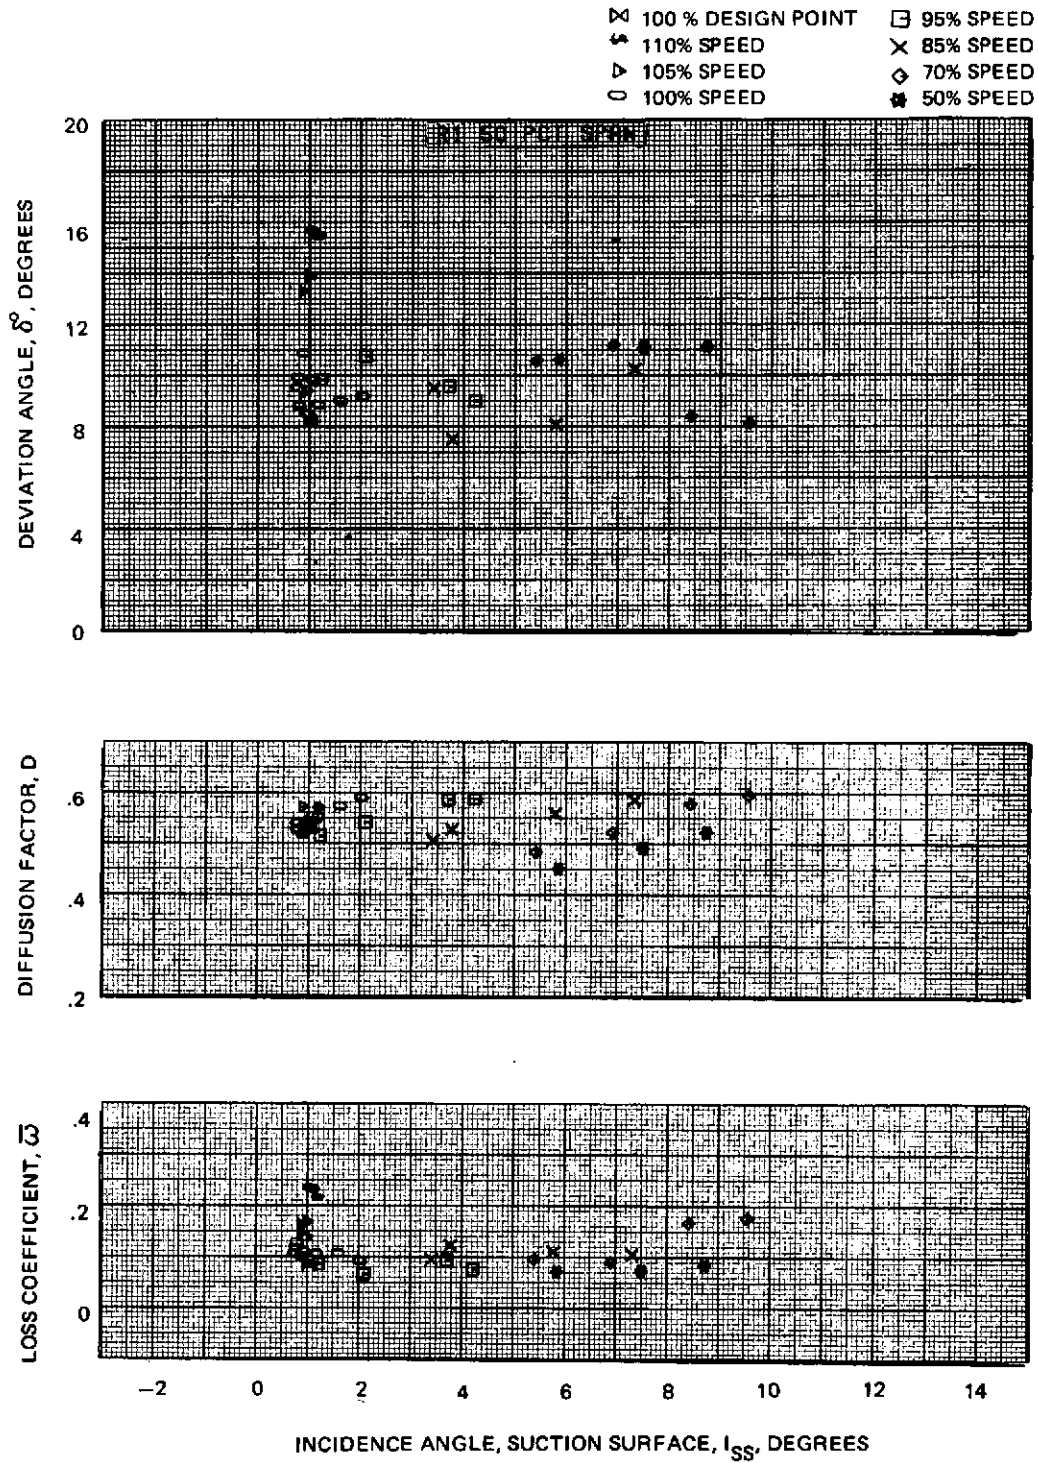 100 % DESIGN POINT
110% SPEED
105% SPEED
100% SPEED
95% SPEED
85% SPEED
70% SPEED
50% SPEED
R1 50 PCT SPAN
DEVIATION ANGLE, δ°, DEGREES
20
16
12
8
4
0
DIFFUSION FACTOR, D
.6
.4
.2
LOSS COEFFICIENT, ω̅
.4
.2
0
−2 0 2 4 6 8 10 12 14
INCIDENCE ANGLE, SUCTION SURFACE, I_SS, DEGREES